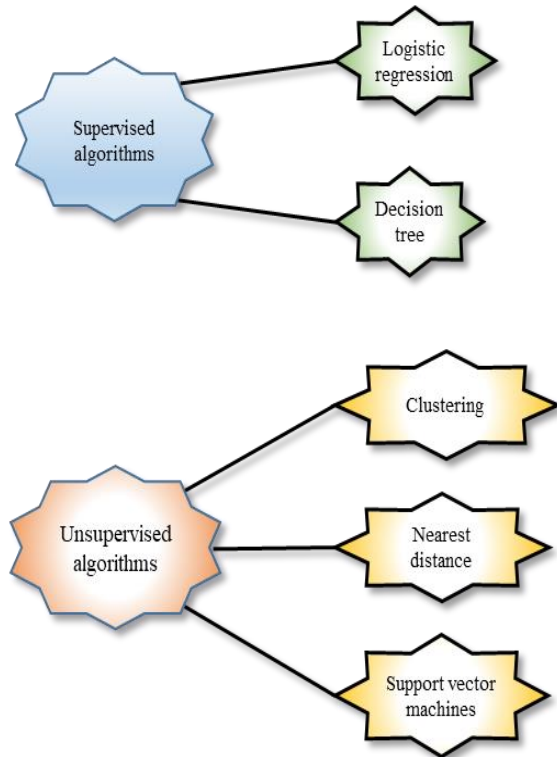 Logistic
regression
Supervised
algorithms
Decision
tree
Clustering
Unsupervised
algorithms
Nearest
distance
Support vector
machines